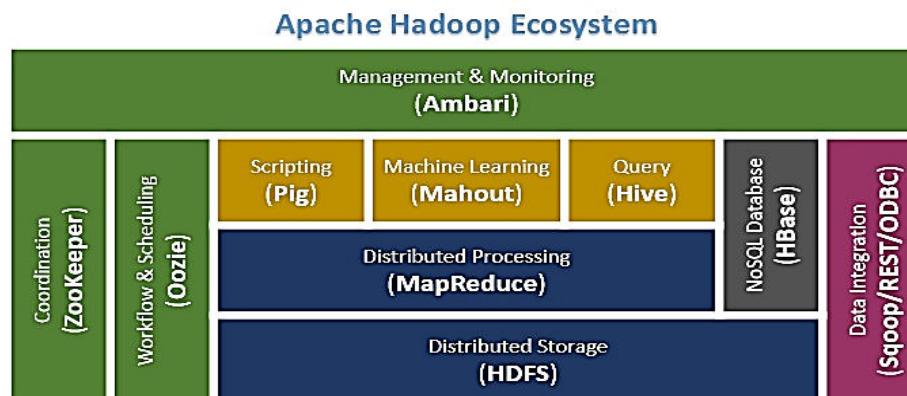 Apache Hadoop Ecosystem
Management & Monitoring
(Ambari)
Coordination
(ZooKeeper)
Workflow & Scheduling
(Oozie)
Scripting
(Pig)
Machine Learning
(Mahout)
Query
(Hive)
Distributed Processing
(MapReduce)
NoSQL Database
(HBase)
Distributed Storage
(HDFS)
Data Integration
(Sqoop/REST/ODBC)